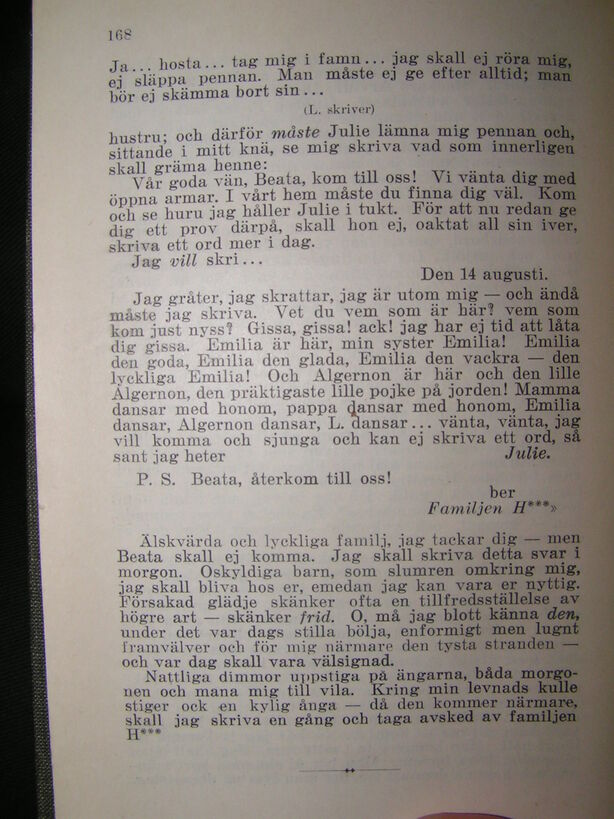 168
Ja... hosta... tag mig i famn... jag skall ej röra mig,
ej släppa pennan. Man måste ej ge efter alltid; man
bör ej skämma bort sin...
(L. skriver)
hustru; och därför måste Julie lämna mig pennan och,
sittande i mitt knä, se mig skriva vad som innerligen
skall gräma henne:
Vår goda vän, Beata, kom till oss! Vi vänta dig med
öppna armar. I vårt hem måste du finna dig väl. Kom
och se huru jag håller Julie i tukt. För att nu redan ge
dig ett prov därpå, skall hon ej, oaktat all sin iver,
skriva ett ord mer i dag.
Jag vill skri...
Den 14 augusti.
Jag gråter, jag skrattar, jag är utom mig — och ändå
måste jag skriva. Vet du vem som är här? vem som
kom just nyss? Gissa, gissa! ack! jag har ej tid att låta
dig gissa. Emilia är här, min syster Emilia! Emilia
den goda, Emilia den glada, Emilia den vackra — den
lyckliga Emilia! Och Algernon är här och den lille
Algernon, den präktigaste lille pojke på jorden! Mamma
dansar med honom, pappa dansar med honom, Emilia
dansar, Algernon dansar, L. dansar... vänta, vänta, jag
vill komma och sjunga och kan ej skriva ett ord, så
sant jag heter Julie.
P. S. Beata, återkom till oss!
ber
Familjen H***»
Älskvärda och lyckliga familj, jag tackar dig — men
Beata skall ej komma. Jag skall skriva detta svar i
morgon. Oskyldiga barn, som slumren omkring mig,
jag skall bliva hos er, emedan jag kan vara er nyttig.
Försakad glädje skänker ofta en tillfredsställelse av
högre art — skänker frid. O, må jag blott känna den,
under det var dags stilla bölja, enformigt men lugnt
framvälver och för mig närmare den tysta stranden —
och var dag skall vara välsignad.
Nattliga dimmor uppstiga på ängarna, båda morgo-
nen och mana mig till vila. Kring min levnads kulle
stiger ock en kylig ånga — då den kommer närmare,
skall jag skriva en gång och taga avsked av familjen
H***